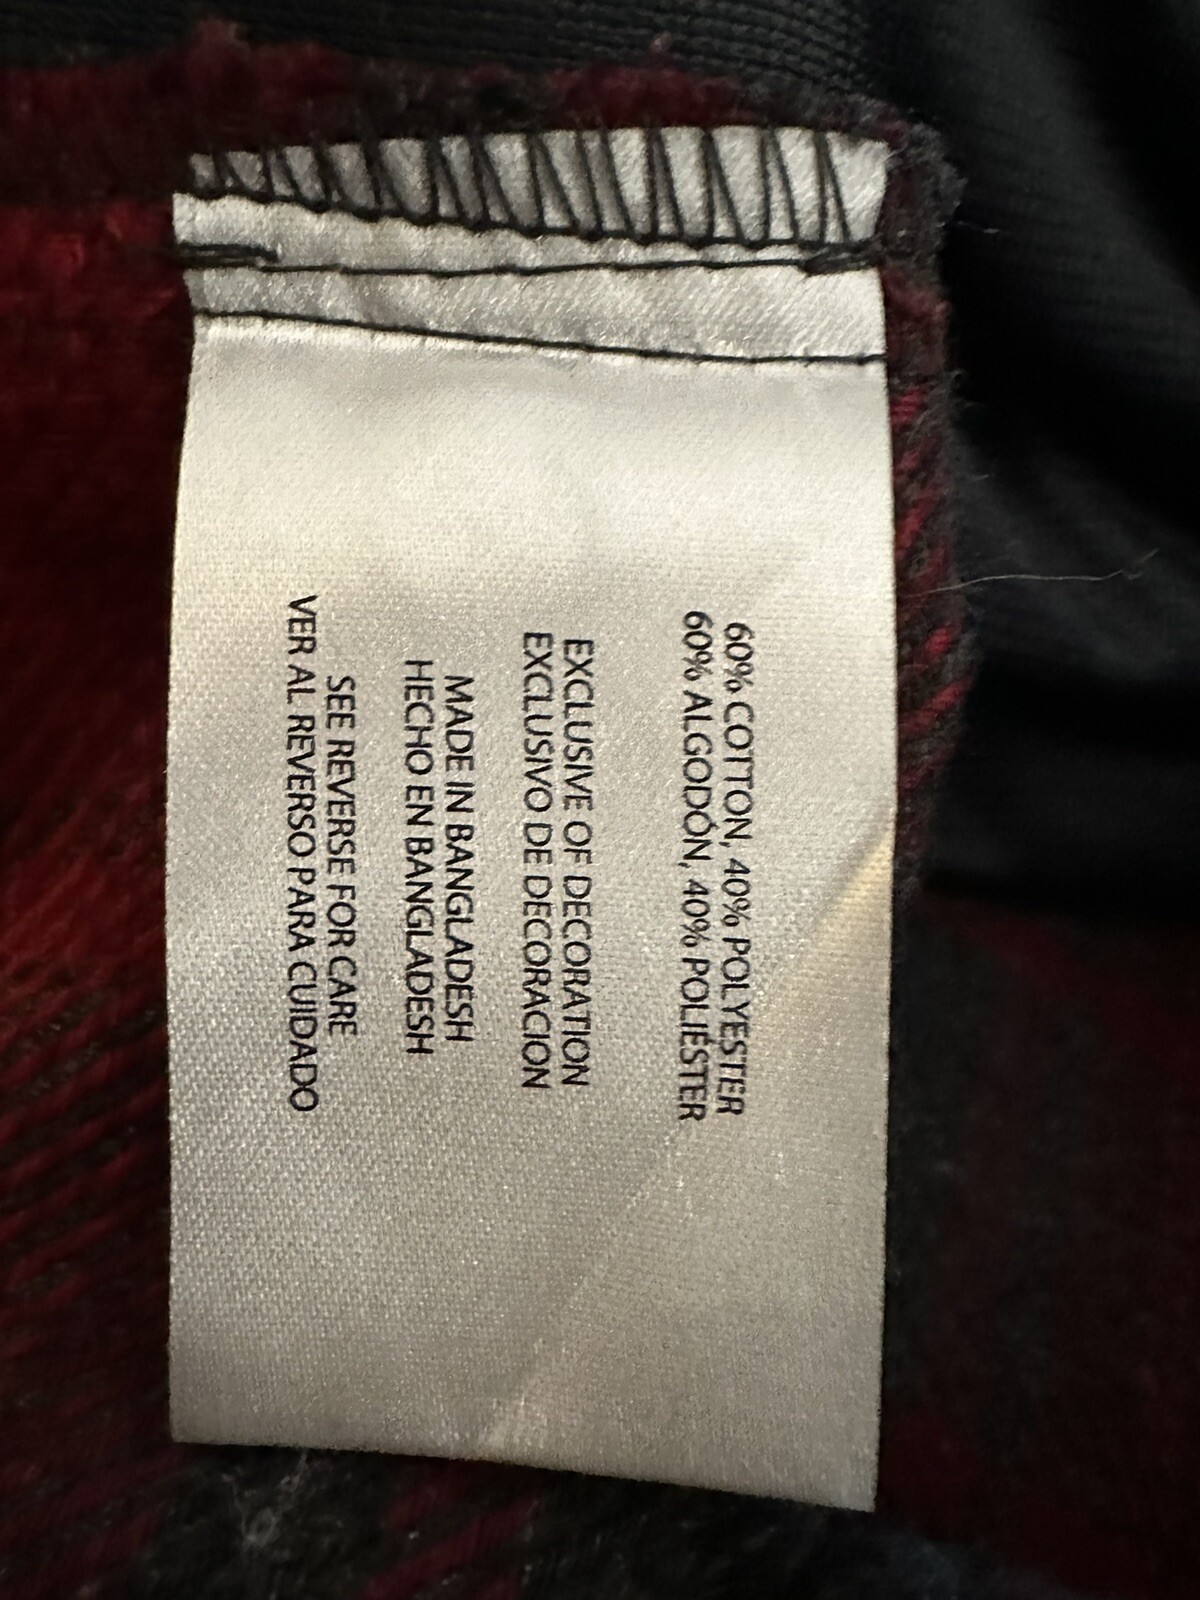 60% COTTON, 40% POLYESTER
60% ALGODÓN, 40% POLIÉSTER
EXCLUSIVE OF DECORATION
EXCLUSIVO DE DECORACION
MADE IN BANGLADESH
HECHO EN BANGLADESH
SEE REVERSE FOR CARE
VER AL REVERSO PARA CUIDADO